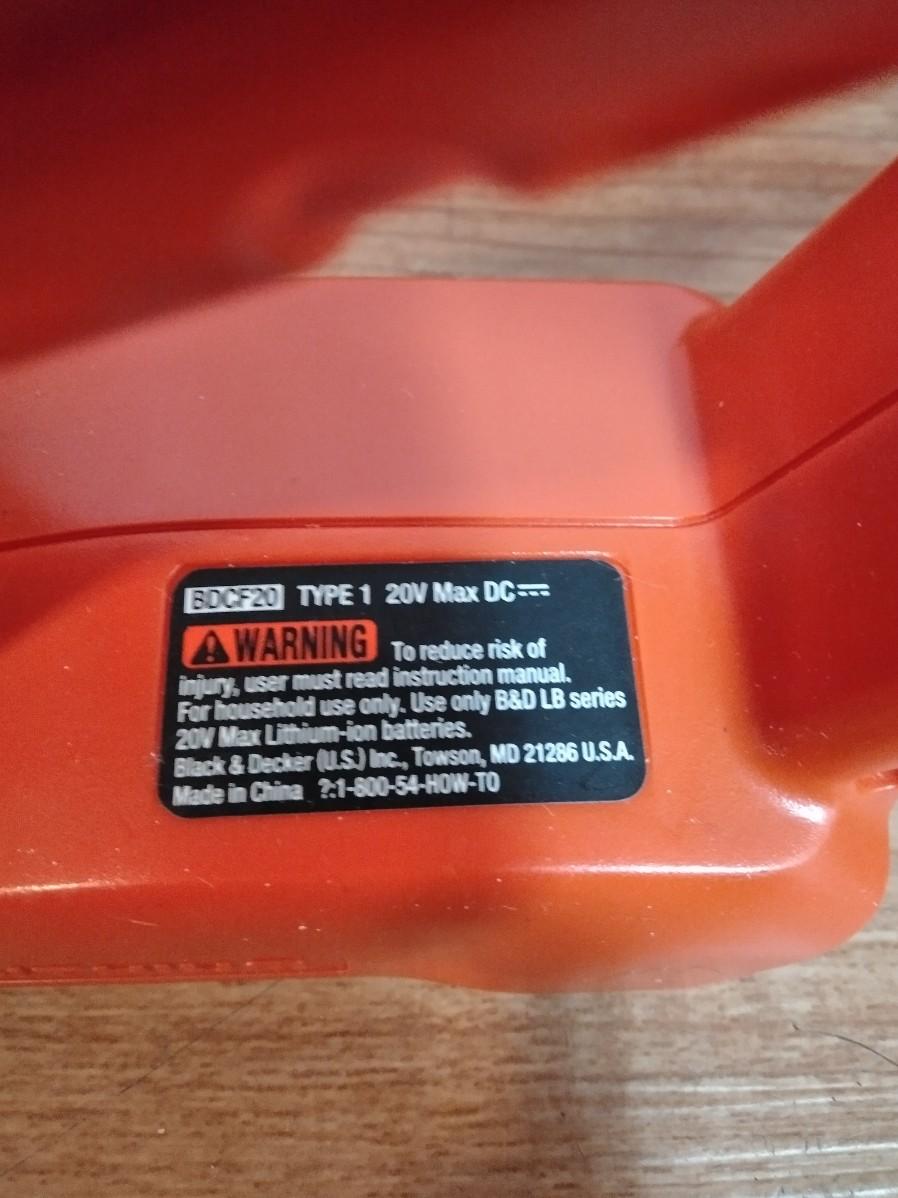 BDCF20 TYPE 1 20V Max DC
WARNING To reduce risk of
injury, user must read instruction manual.
For household use only. Use only B&D LB series
20V Max Lithium-ion batteries.
Black & Decker (U.S.) Inc., Towson, MD 21286 U.S.A.
Made in China ?:1-800-54-HOW-TO